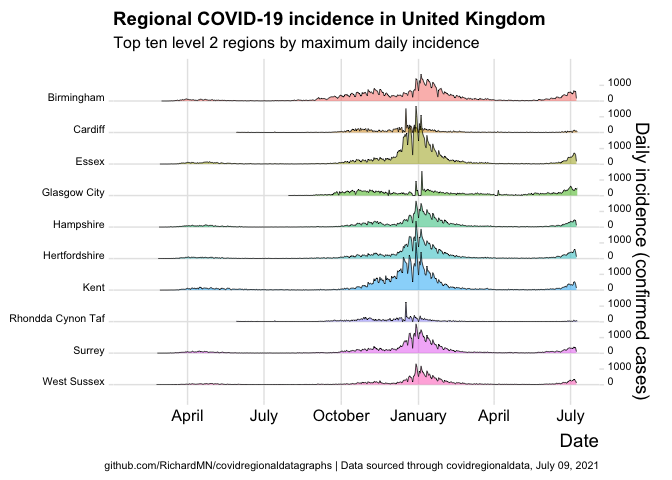 Regional COVID-19 incidence in United Kingdom
Top ten level 2 regions by maximum daily incidence
Birmingham
1000
0
Cardiff
1000
0
Essex
1000
0
Glasgow City
1000
0
Hampshire
1000
0
Hertfordshire
1000
0
Kent
1000
0
Rhondda Cynon Taf
1000
0
Surrey
1000
0
West Sussex
1000
0
Daily incidence (confirmed cases)
April July October January April July
Date
github.com/RichardMN/covidregionaldatagraphs | Data sourced through covidregionaldata, July 09, 2021